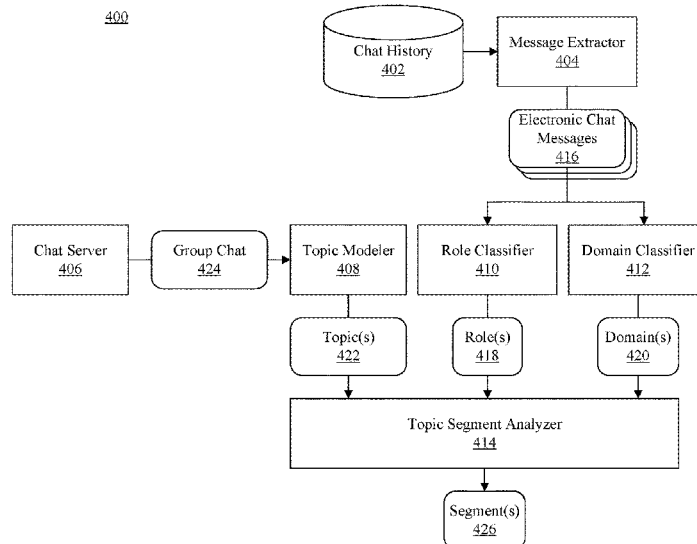 400
Chat History
402
Message Extractor
404
Electronic Chat
Messages
416
Chat Server
406
Group Chat
424
Topic Modeler
408
Role Classifier
410
Domain Classifier
412
Topic(s)
422
Role(s)
418
Domain(s)
420
Topic Segment Analyzer
414
Segment(s)
426